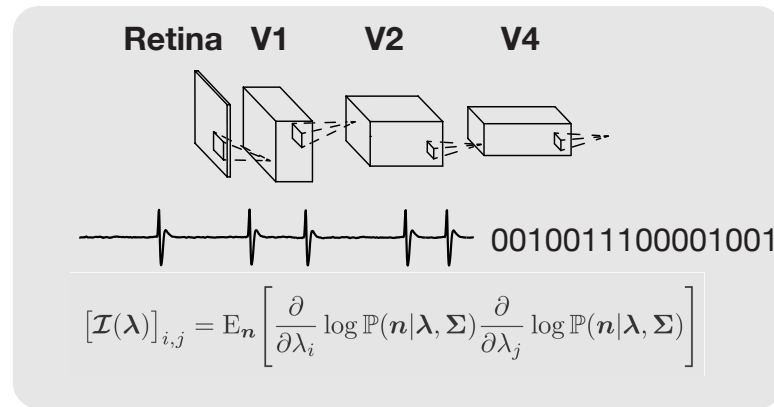 Retina V1 V2 V4
0010011100001001
[𝓘(𝝀)]_{i,j} = E_𝒏[∂/∂λ_i log ℙ(𝒏|𝝀, 𝚺) ∂/∂λ_j log ℙ(𝒏|𝝀, 𝚺)]